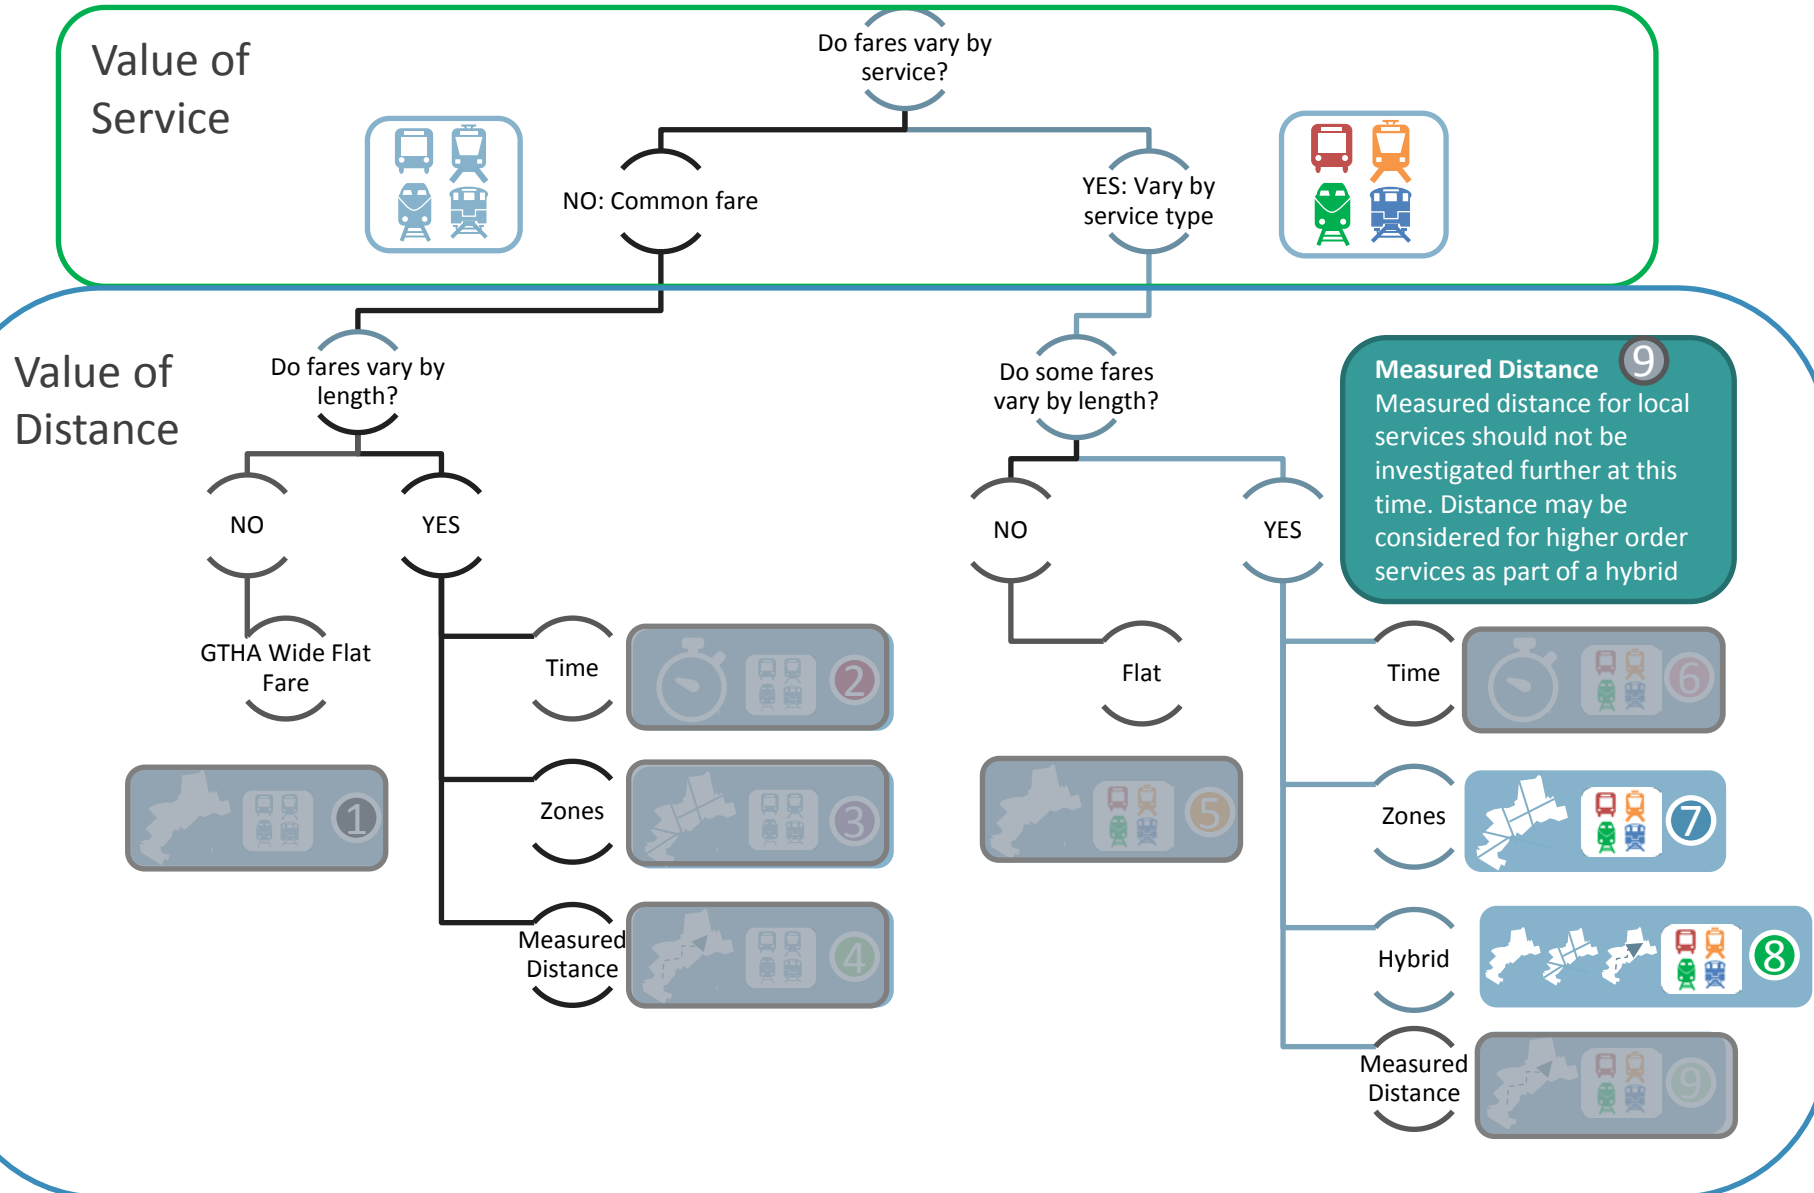 Value of
Service
Do fares vary by
service?
NO: Common fare
YES: Vary by
service type
Value of
Distance
Do fares vary by
length?
Do some fares
vary by length?
Measured Distance 9
Measured distance for local
services should not be
investigated further at this
time. Distance may be
considered for higher order
services as part of a hybrid
NO
YES
NO
YES
GTHA Wide Flat
Fare
1
Time
2
Zones
3
Measured
Distance
4
Flat
5
Time
6
Zones
7
Hybrid
8
Measured
Distance
9